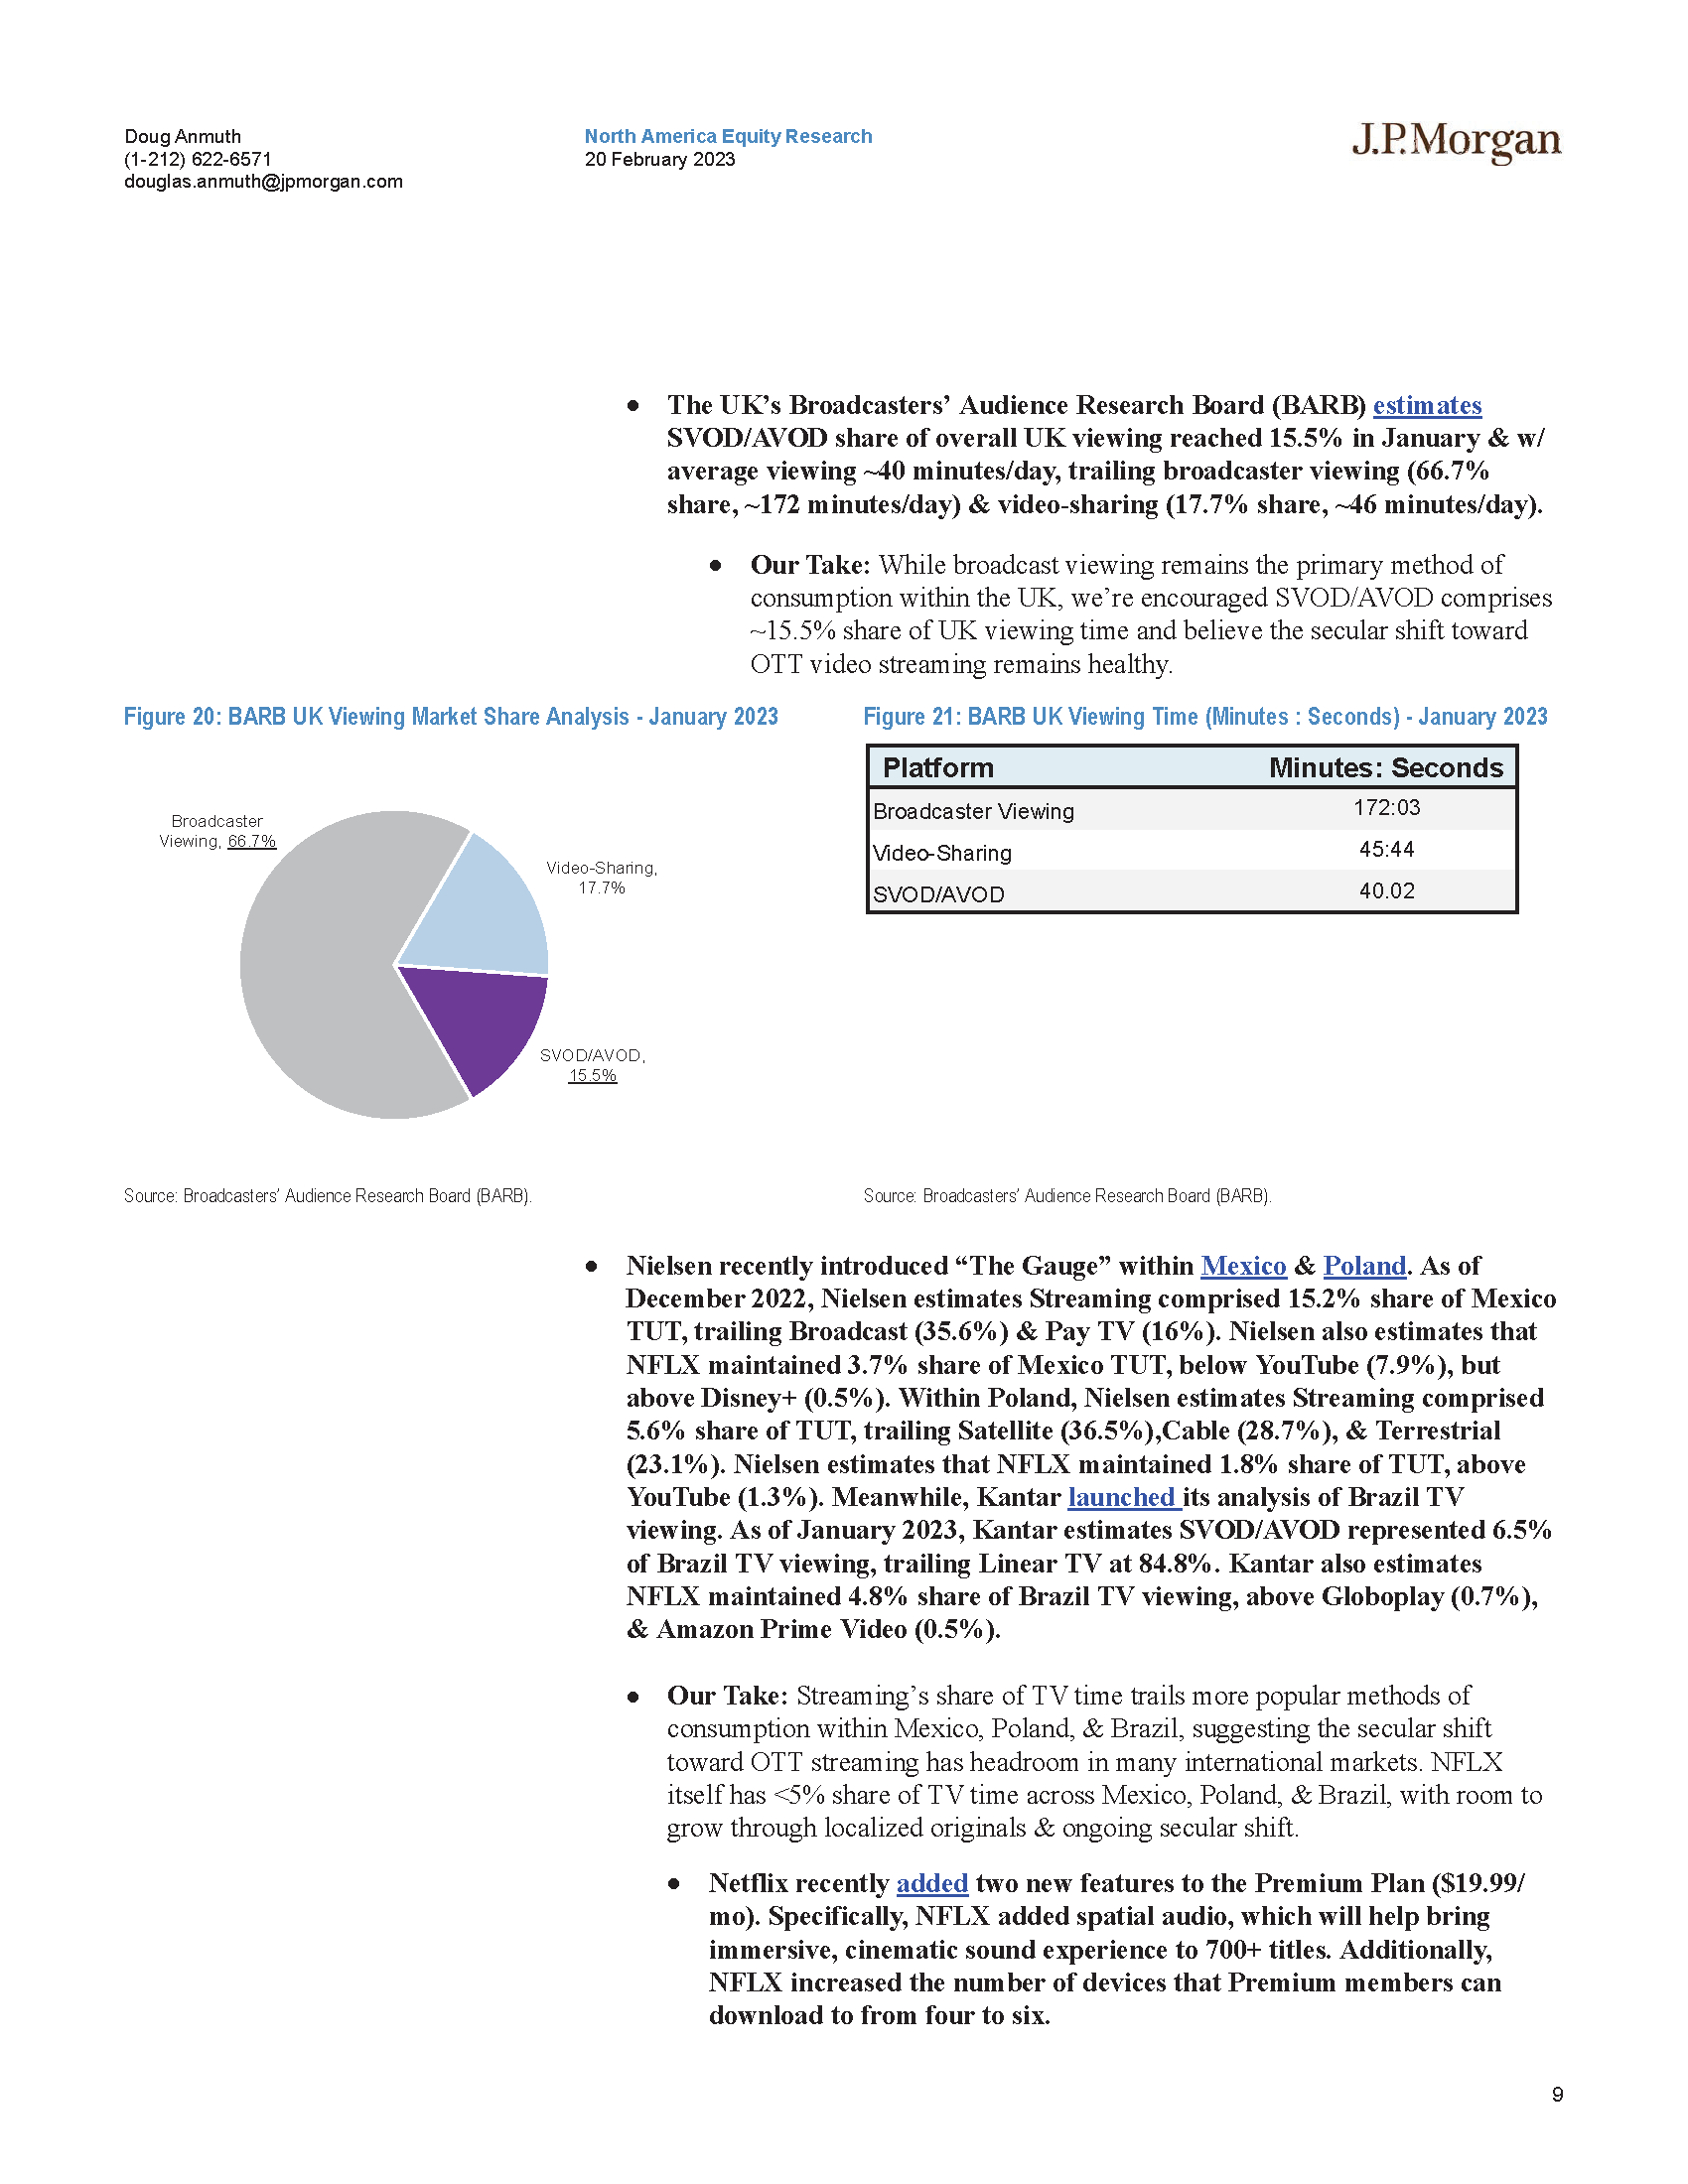 Doug Anmuth
(1-212) 622-6571
douglas.anmuth@jpmorgan.com
North America Equity Research
20 February 2023
J.P.Morgan
• The UK’s Broadcasters’ Audience Research Board (BARB) estimates
SVOD/AVOD share of overall UK viewing reached 15.5% in January & w/
average viewing ~40 minutes/day, trailing broadcaster viewing (66.7%
share, ~172 minutes/day) & video-sharing (17.7% share, ~46 minutes/day).
• Our Take: While broadcast viewing remains the primary method of
consumption within the UK, we’re encouraged SVOD/AVOD comprises
~15.5% share of UK viewing time and believe the secular shift toward
OTT video streaming remains healthy.
Figure 20: BARB UK Viewing Market Share Analysis - January 2023
Broadcaster
Viewing, 66.7%
Video-Sharing,
17.7%
SVOD/AVOD,
15.5%
Source: Broadcasters’ Audience Research Board (BARB).
Figure 21: BARB UK Viewing Time (Minutes : Seconds) - January 2023
Platform Minutes: Seconds
Broadcaster Viewing 172:03
Video-Sharing 45:44
SVOD/AVOD 40.02
Source: Broadcasters’ Audience Research Board (BARB).
• Nielsen recently introduced “The Gauge” within Mexico & Poland. As of
December 2022, Nielsen estimates Streaming comprised 15.2% share of Mexico
TUT, trailing Broadcast (35.6%) & Pay TV (16%). Nielsen also estimates that
NFLX maintained 3.7% share of Mexico TUT, below YouTube (7.9%), but
above Disney+ (0.5%). Within Poland, Nielsen estimates Streaming comprised
5.6% share of TUT, trailing Satellite (36.5%),Cable (28.7%), & Terrestrial
(23.1%). Nielsen estimates that NFLX maintained 1.8% share of TUT, above
YouTube (1.3%). Meanwhile, Kantar launched its analysis of Brazil TV
viewing. As of January 2023, Kantar estimates SVOD/AVOD represented 6.5%
of Brazil TV viewing, trailing Linear TV at 84.8%. Kantar also estimates
NFLX maintained 4.8% share of Brazil TV viewing, above Globoplay (0.7%),
& Amazon Prime Video (0.5%).
• Our Take: Streaming’s share of TV time trails more popular methods of
consumption within Mexico, Poland, & Brazil, suggesting the secular shift
toward OTT streaming has headroom in many international markets. NFLX
itself has <5% share of TV time across Mexico, Poland, & Brazil, with room to
grow through localized originals & ongoing secular shift.
• Netflix recently added two new features to the Premium Plan ($19.99/
mo). Specifically, NFLX added spatial audio, which will help bring
immersive, cinematic sound experience to 700+ titles. Additionally,
NFLX increased the number of devices that Premium members can
download to from four to six.
9